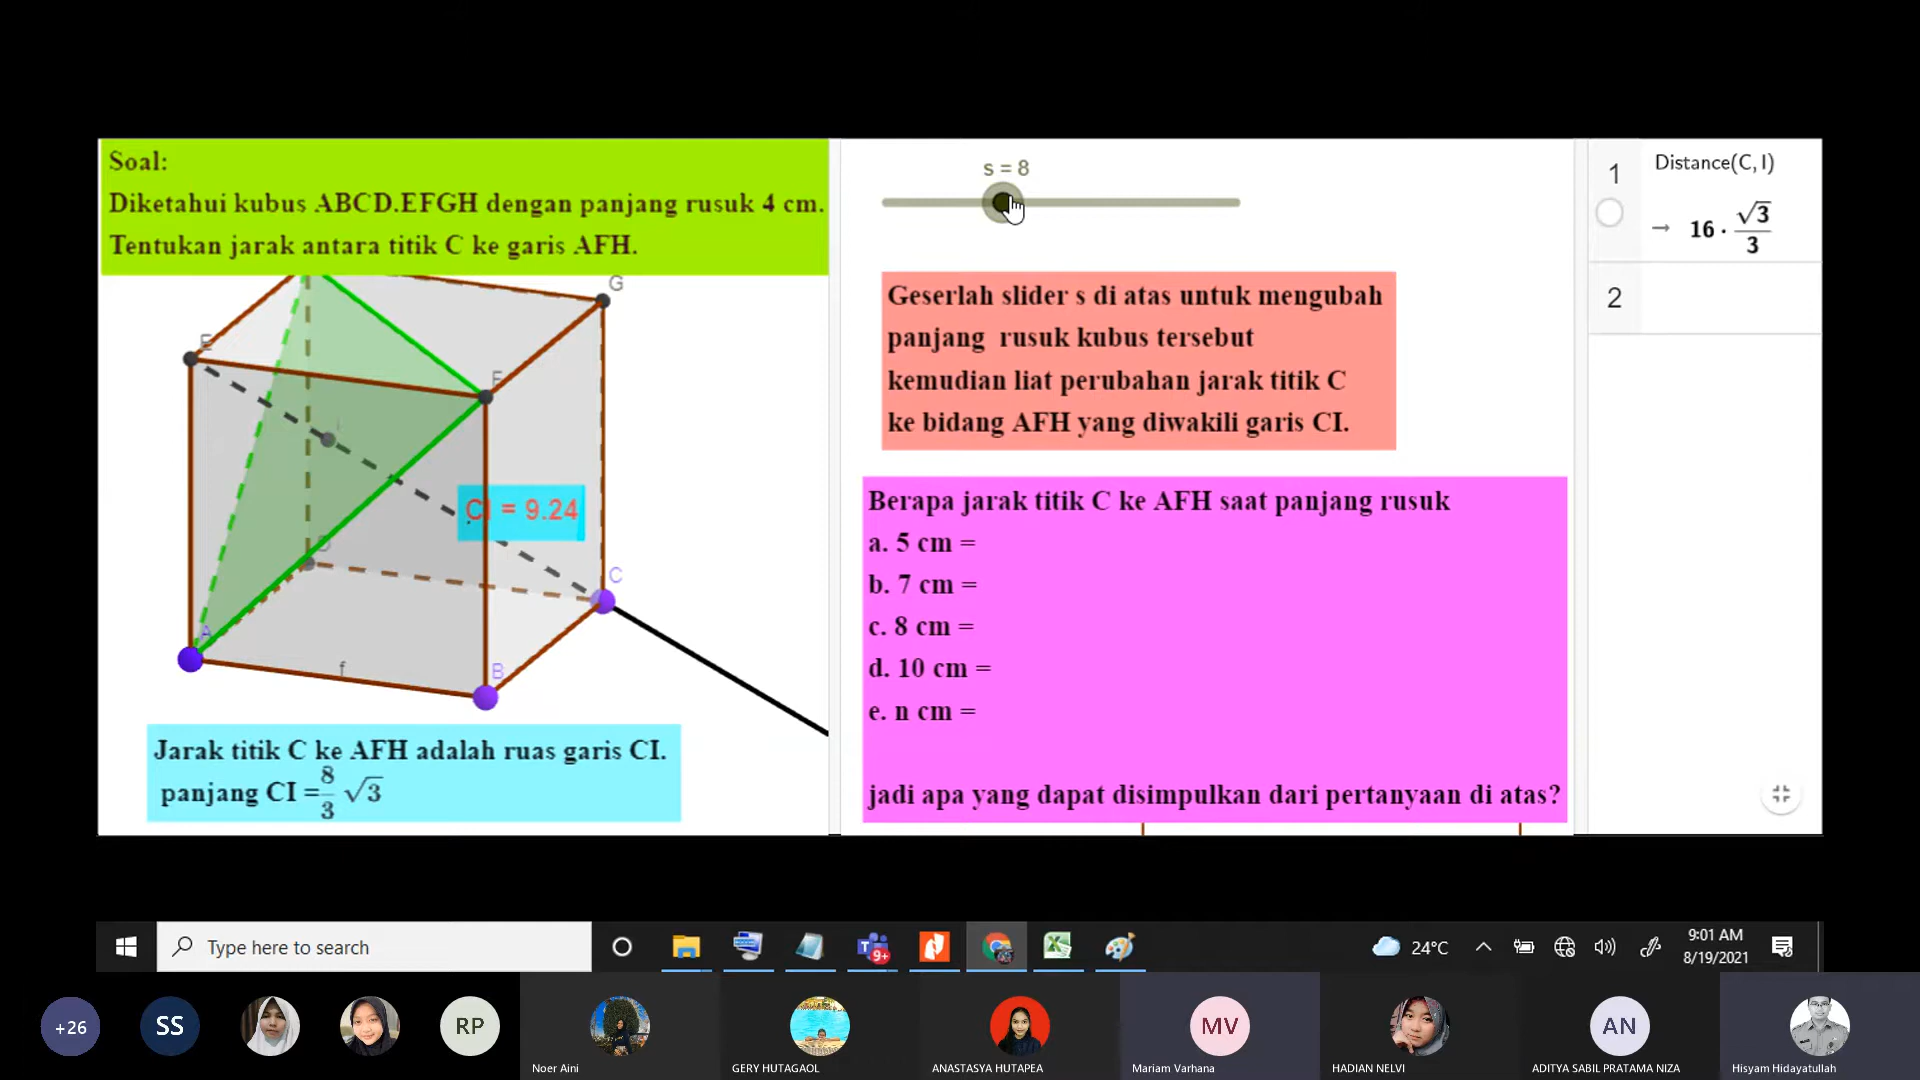 Soal:
Diketahui kubus ABCD.EFGH dengan panjang rusuk 4 cm.
Tentukan jarak antara titik C ke garis AFH.
G
E
F
I
CI = 9.24
D
C
A
f
B
Jarak titik C ke AFH adalah ruas garis CI.
panjang CI = 8/3 √3
s = 8
Geserlah slider s di atas untuk mengubah
panjang rusuk kubus tersebut
kemudian liat perubahan jarak titik C
ke bidang AFH yang diwakili garis CI.
Berapa jarak titik C ke AFH saat panjang rusuk
a. 5 cm =
b. 7 cm =
c. 8 cm =
d. 10 cm =
e. n cm =
jadi apa yang dapat disimpulkan dari pertanyaan di atas?
1
Distance(C, I)
→ 16 · √3/3
2
Type here to search
9+
24°C
9:01 AM
8/19/2021
+26
SS
RP
Noer Aini
GERY HUTAGAOL
ANASTASYA HUTAPEA
MV
Mariam Varhana
HADIAN NELVI
AN
ADITYA SABIL PRATAMA NIZA
Hisyam Hidayatullah